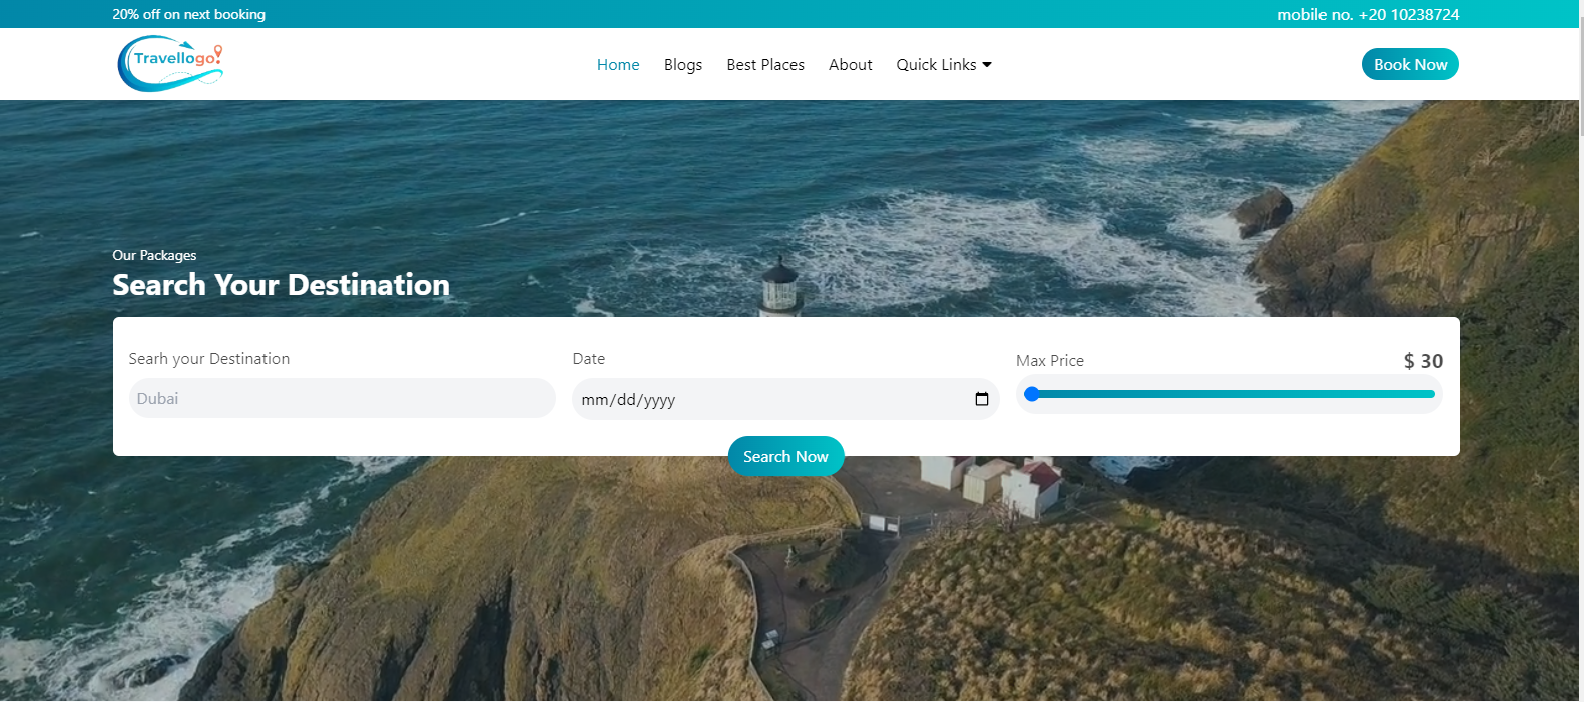 20% off on next booking
mobile no. +20 10238724
Travellogo!
Home
Blogs
Best Places
About
Quick Links
Book Now
Our Packages
Search Your Destination
Searh your Destination
Date
Max Price
$ 30
Dubai
mm/dd/yyyy
Search Now